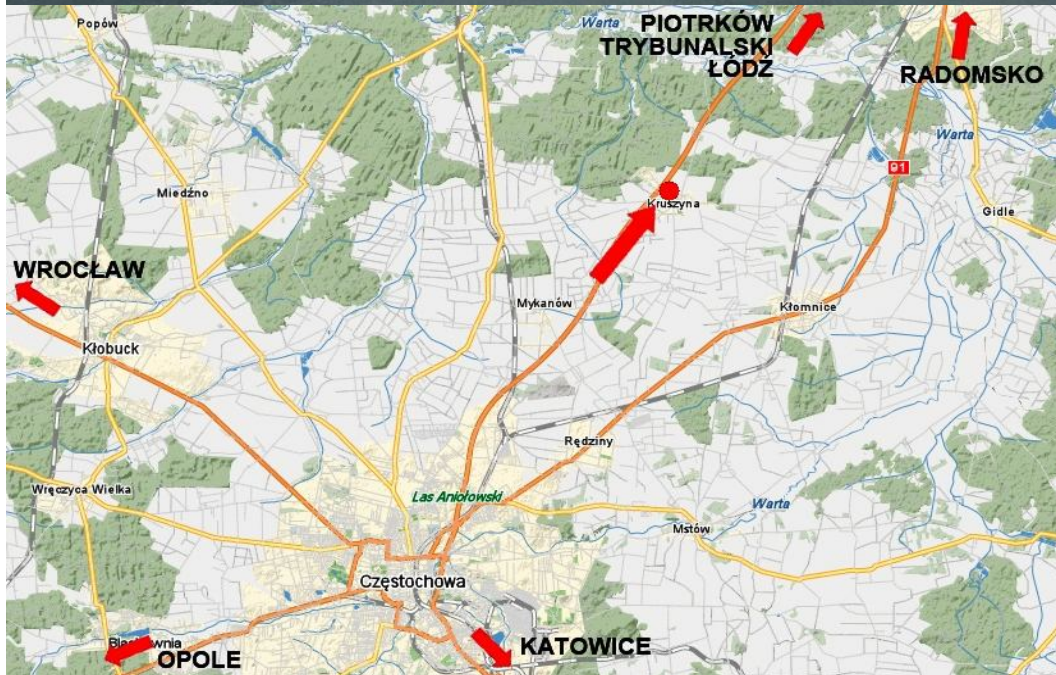 Popów
Warta
PIOTRKÓW
TRYBUNALSKI
ŁÓDŹ
RADOMSKO
Warta
91
Miedźno
Kruszyna
Gidle
WROCŁAW
Mykanów
Kłomnice
Kłobuck
Rędziny
Wręczyca Wielka
Las Aniołowski
Warta
Mstów
Częstochowa
OPOLE
KATOWICE